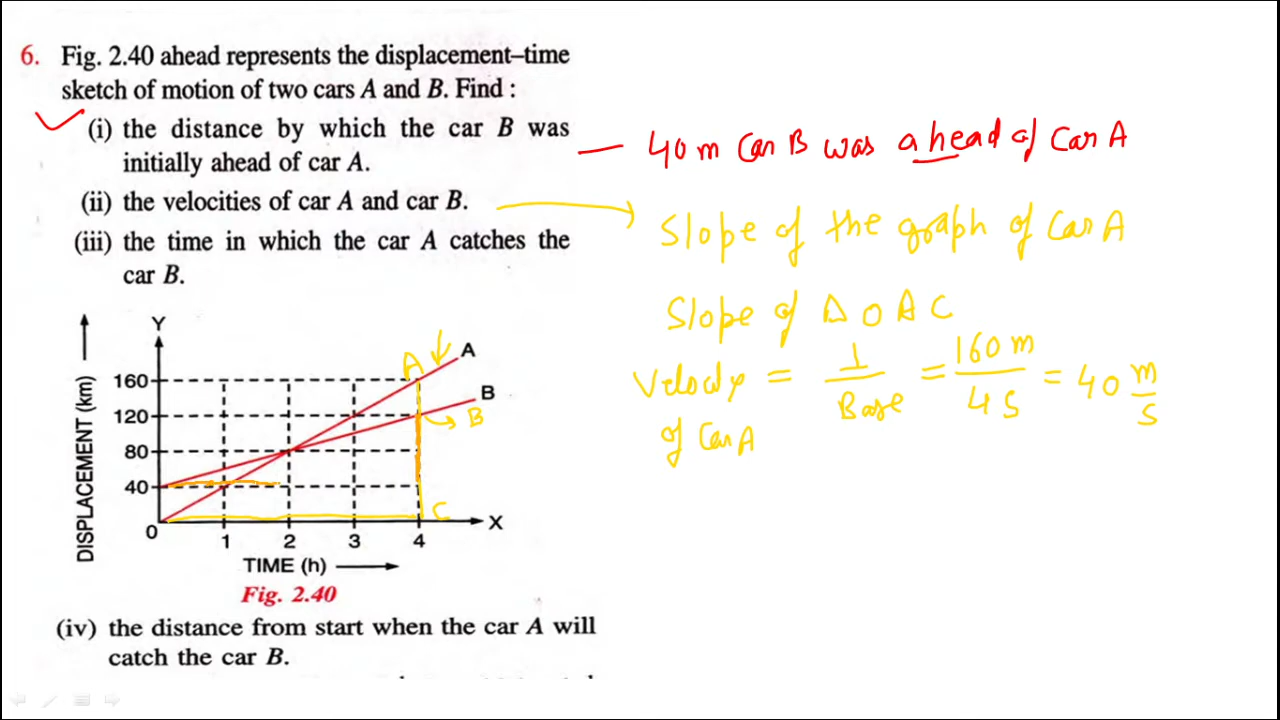 6. Fig. 2.40 ahead represents the displacement–time
sketch of motion of two cars A and B. Find :
(i) the distance by which the car B was
initially ahead of car A.
(ii) the velocities of car A and car B.
(iii) the time in which the car A catches the
car B.
40 m Car B was ahead of Car A
Slope of the graph of Car A
Slope of Δ O A C
Velocity = 1/Base = 160 m/4 S = 40 m/s
of Car A
Y
DISPLACEMENT (km)
160
120
80
40
0
A
A
B
B
C
X
1 2 3 4
TIME (h)
Fig. 2.40
(iv) the distance from start when the car A will
catch the car B.